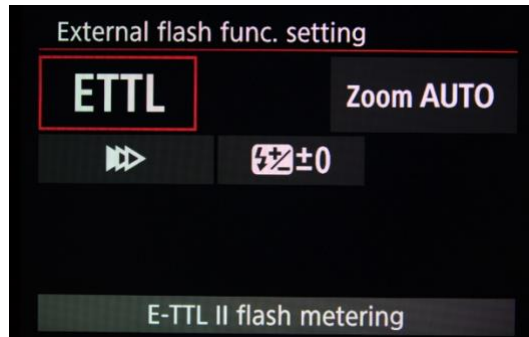 External flash func. setting
ETTL
Zoom AUTO
±0
E-TTL II flash metering